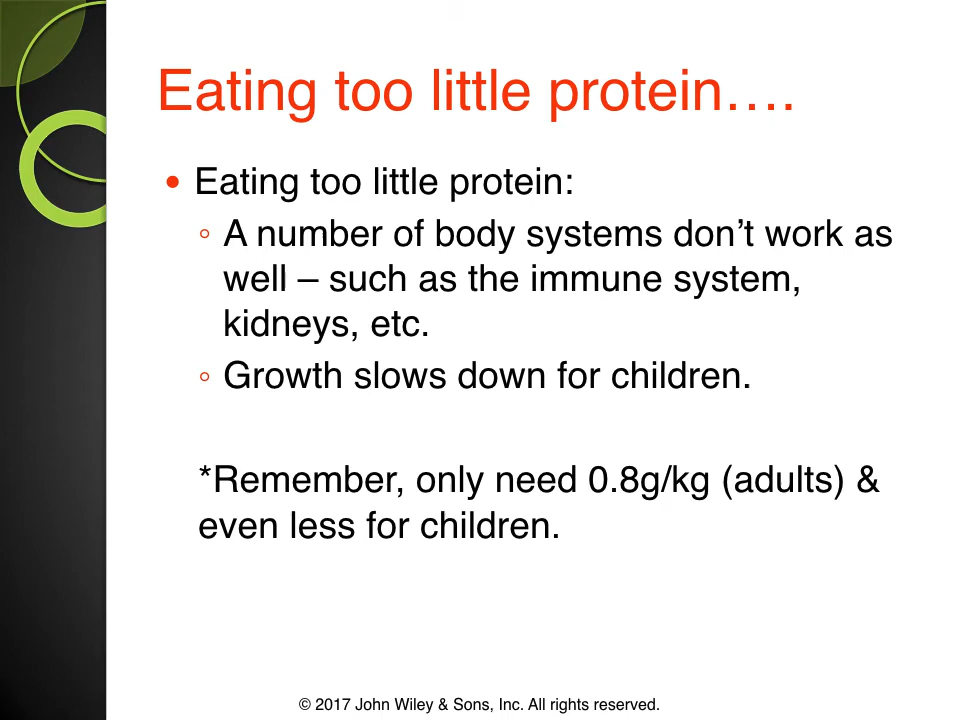 Eating too little protein….
• Eating too little protein:
◦ A number of body systems don’t work as
well – such as the immune system,
kidneys, etc.
◦ Growth slows down for children.
*Remember, only need 0.8g/kg (adults) &
even less for children.
© 2017 John Wiley & Sons, Inc. All rights reserved.